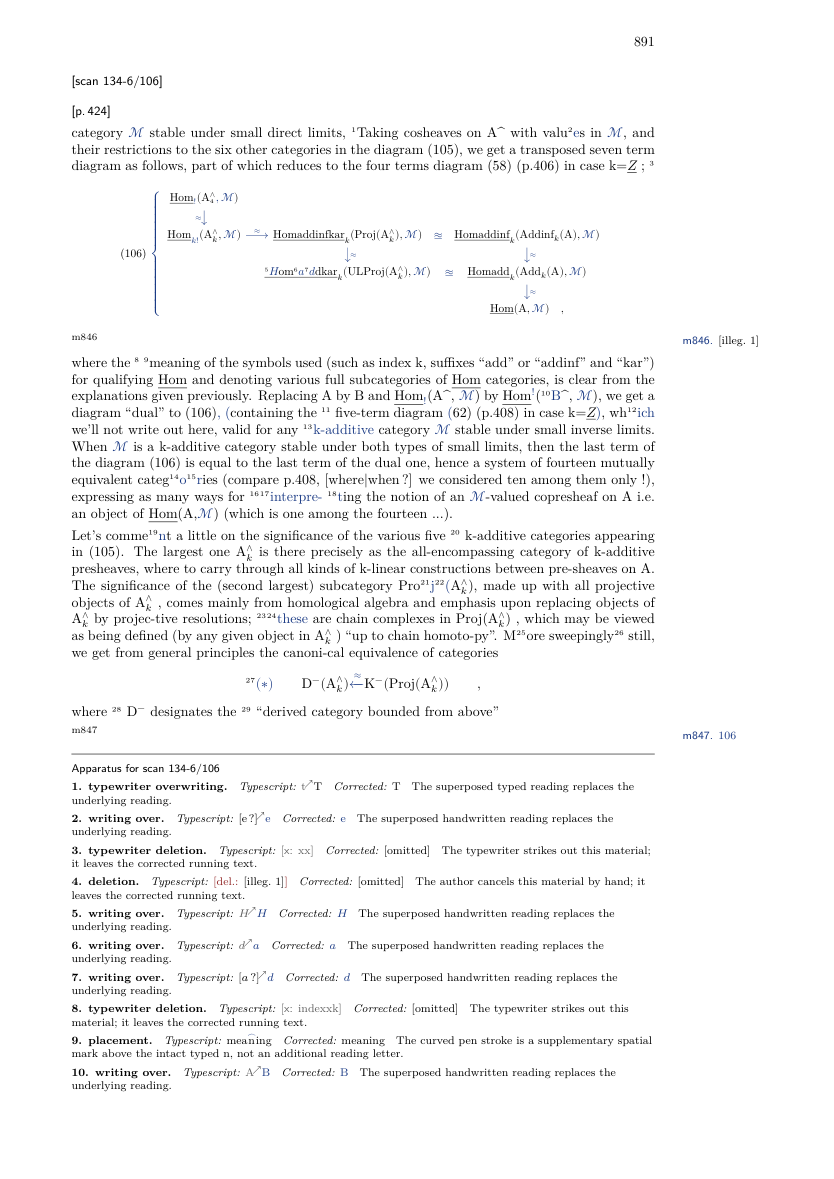 891
[scan 134-6/106]
[p. 424]
category ℳ stable under small direct limits, ¹Taking cosheaves on A^ with valu²es in ℳ, and
their restrictions to the six other categories in the diagram (105), we get a transposed seven term
diagram as follows, part of which reduces to the four terms diagram (58) (p.406) in case k=Z ; ³
Hom!(A₄^, ℳ)
≈↓
(106) Homk!(Ak^, ℳ) ≈⟶ Homaddinfkark(Proj(Ak^), ℳ) ≊ Homaddinfk(Addinfk(A), ℳ)
↓≈ ↓≈
⁵Hom⁶a⁷ddkark(ULProj(Ak^), ℳ) ≊ Homaddk(Addk(A), ℳ)
↓≈
Hom(A, ℳ) ,
m846
m846. [illeg. 1]
where the ⁸ ⁹meaning of the symbols used (such as index k, suffixes “add” or “addinf” and “kar”)
for qualifying Hom and denoting various full subcategories of Hom categories, is clear from the
explanations given previously. Replacing A by B and Hom!(A^, ℳ) by Hom!(¹⁰B^, ℳ), we get a
diagram “dual” to (106), (containing the ¹¹ five-term diagram (62) (p.408) in case k=Z), wh¹²ich
we’ll not write out here, valid for any ¹³k-additive category ℳ stable under small inverse limits.
When ℳ is a k-additive category stable under both types of small limits, then the last term of
the diagram (106) is equal to the last term of the dual one, hence a system of fourteen mutually
equivalent categ¹⁴o¹⁵ries (compare p.408, [where|when ?] we considered ten among them only !),
expressing as many ways for ¹⁶¹⁷interpre- ¹⁸ting the notion of an ℳ-valued copresheaf on A i.e.
an object of Hom(A,ℳ) (which is one among the fourteen ...).
Let’s comme¹⁹nt a little on the significance of the various five ²⁰ k-additive categories appearing
in (105). The largest one Ak^ is there precisely as the all-encompassing category of k-additive
presheaves, where to carry through all kinds of k-linear constructions between pre-sheaves on A.
The significance of the (second largest) subcategory Pro²¹j²²(Ak^), made up with all projective
objects of Ak^ , comes mainly from homological algebra and emphasis upon replacing objects of
Ak^ by projec-tive resolutions; ²³²⁴these are chain complexes in Proj(Ak^) , which may be viewed
as being defined (by any given object in Ak^ ) “up to chain homoto-py”. M²⁵ore sweepingly²⁶ still,
we get from general principles the canoni-cal equivalence of categories
²⁷(∗) D⁻(Ak^)≈⟵K⁻(Proj(Ak^)) ,
where ²⁸ D⁻ designates the ²⁹ “derived category bounded from above”
m847
m847. 106
Apparatus for scan 134-6/106
1. typewriter overwriting. Typescript: t↗T Corrected: T The superposed typed reading replaces the
underlying reading.
2. writing over. Typescript: [e ?]↗e Corrected: e The superposed handwritten reading replaces the
underlying reading.
3. typewriter deletion. Typescript: [x: xx] Corrected: [omitted] The typewriter strikes out this material;
it leaves the corrected running text.
4. deletion. Typescript: [del.: [illeg. 1]] Corrected: [omitted] The author cancels this material by hand; it
leaves the corrected running text.
5. writing over. Typescript: H↗H Corrected: H The superposed handwritten reading replaces the
underlying reading.
6. writing over. Typescript: d↗a Corrected: a The superposed handwritten reading replaces the
underlying reading.
7. writing over. Typescript: [a ?]↗d Corrected: d The superposed handwritten reading replaces the
underlying reading.
8. typewriter deletion. Typescript: [x: indexxk] Corrected: [omitted] The typewriter strikes out this
material; it leaves the corrected running text.
9. placement. Typescript: meaning Corrected: meaning The curved pen stroke is a supplementary spatial
mark above the intact typed n, not an additional reading letter.
10. writing over. Typescript: A↗B Corrected: B The superposed handwritten reading replaces the
underlying reading.